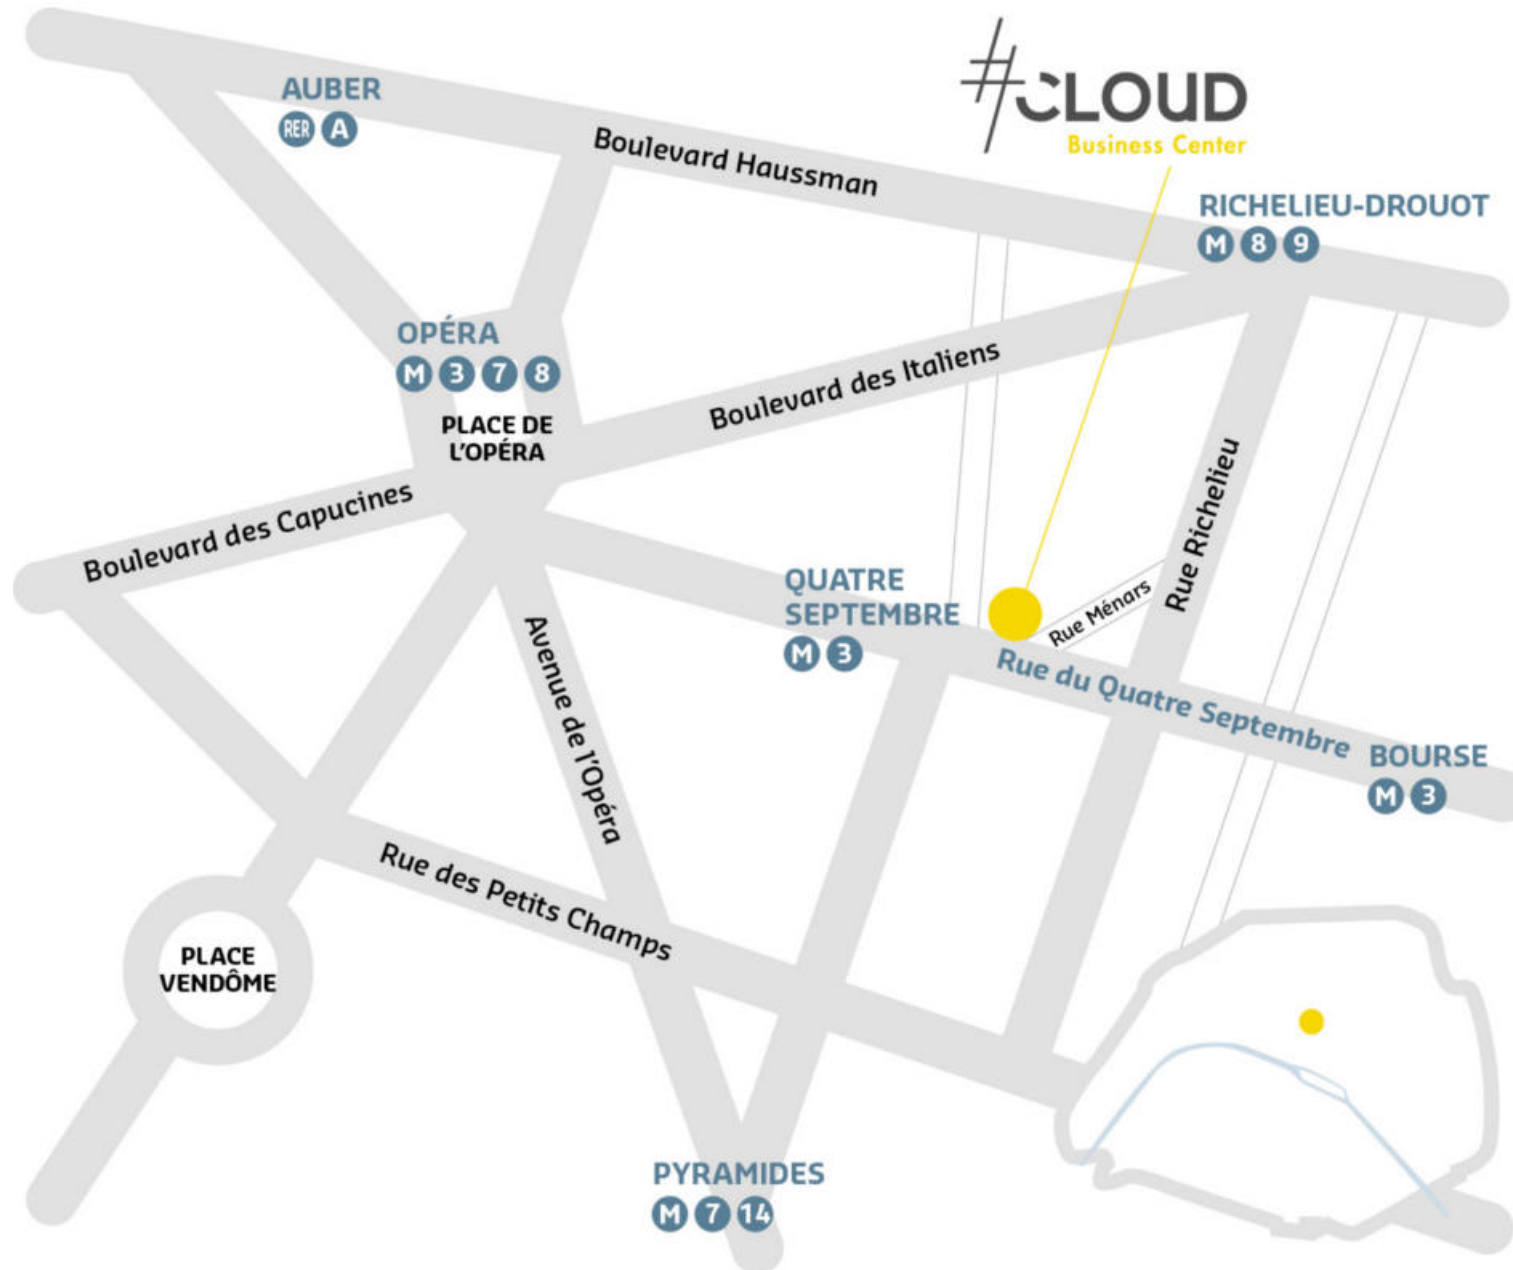 #CLOUD
Business Center
AUBER
RER A
Boulevard Haussman
RICHELIEU-DROUOT
M 8 9
OPÉRA
M 3 7 8
PLACE DE
L'OPÉRA
Boulevard des Italiens
Boulevard des Capucines
Rue Richelieu
QUATRE
SEPTEMBRE
M 3
Rue Ménars
Rue du Quatre Septembre
BOURSE
M 3
Avenue de l'Opéra
Rue des Petits Champs
PLACE
VENDÔME
PYRAMIDES
M 7 14